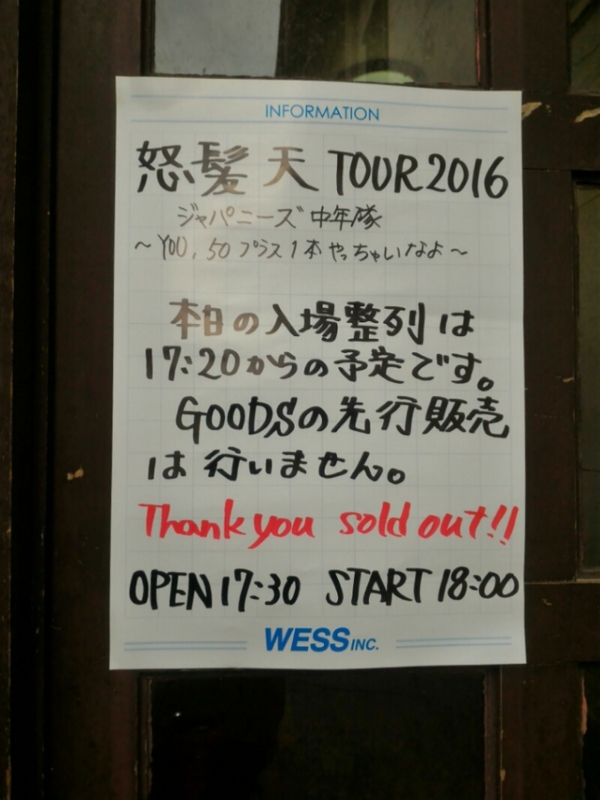 INFORMATION
怒髪天 TOUR 2016
ジャパニーズ中年隊
～YOU, 50プラス1本やっちゃいなよ～
本日の入場整列は
17:20からの予定です。
GOODSの先行販売
は行いません。
Thank you sold out!!
OPEN 17:30 START 18:00
WESS INC.